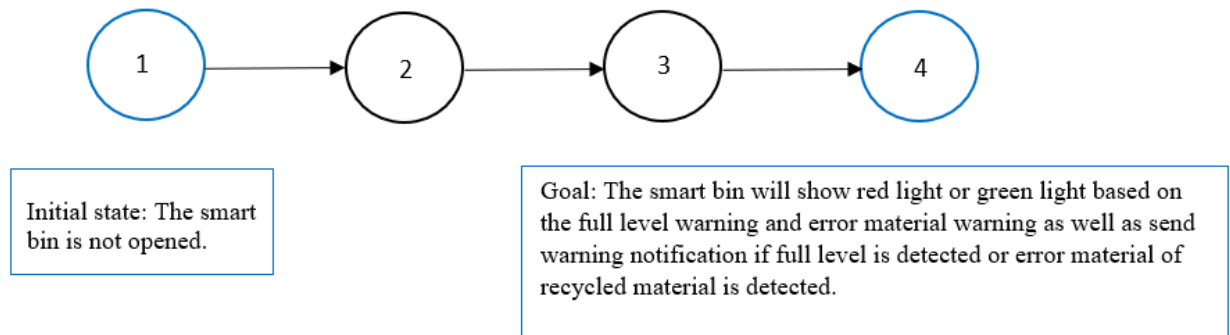 1
2
3
4
Initial state: The smart
bin is not opened.
Goal: The smart bin will show red light or green light based on
the full level warning and error material warning as well as send
warning notification if full level is detected or error material of
recycled material is detected.